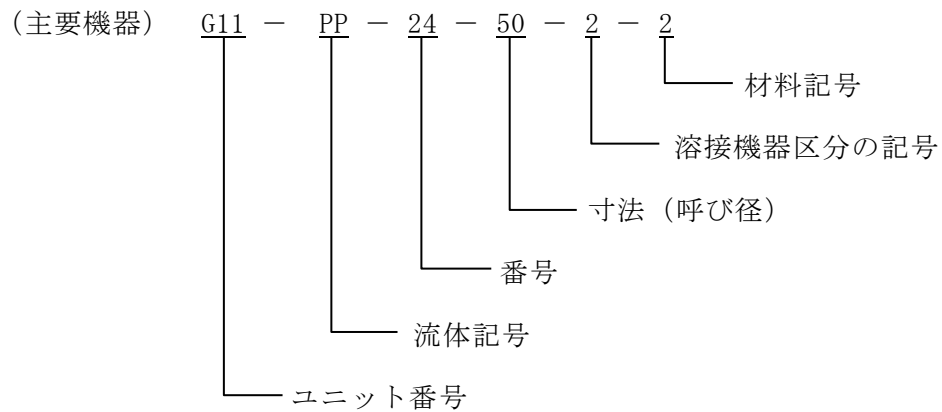 （主要機器） G11 － PP － 24 － 50 － 2 － 2
材料記号
溶接機器区分の記号
寸法（呼び径）
番号
流体記号
ユニット番号